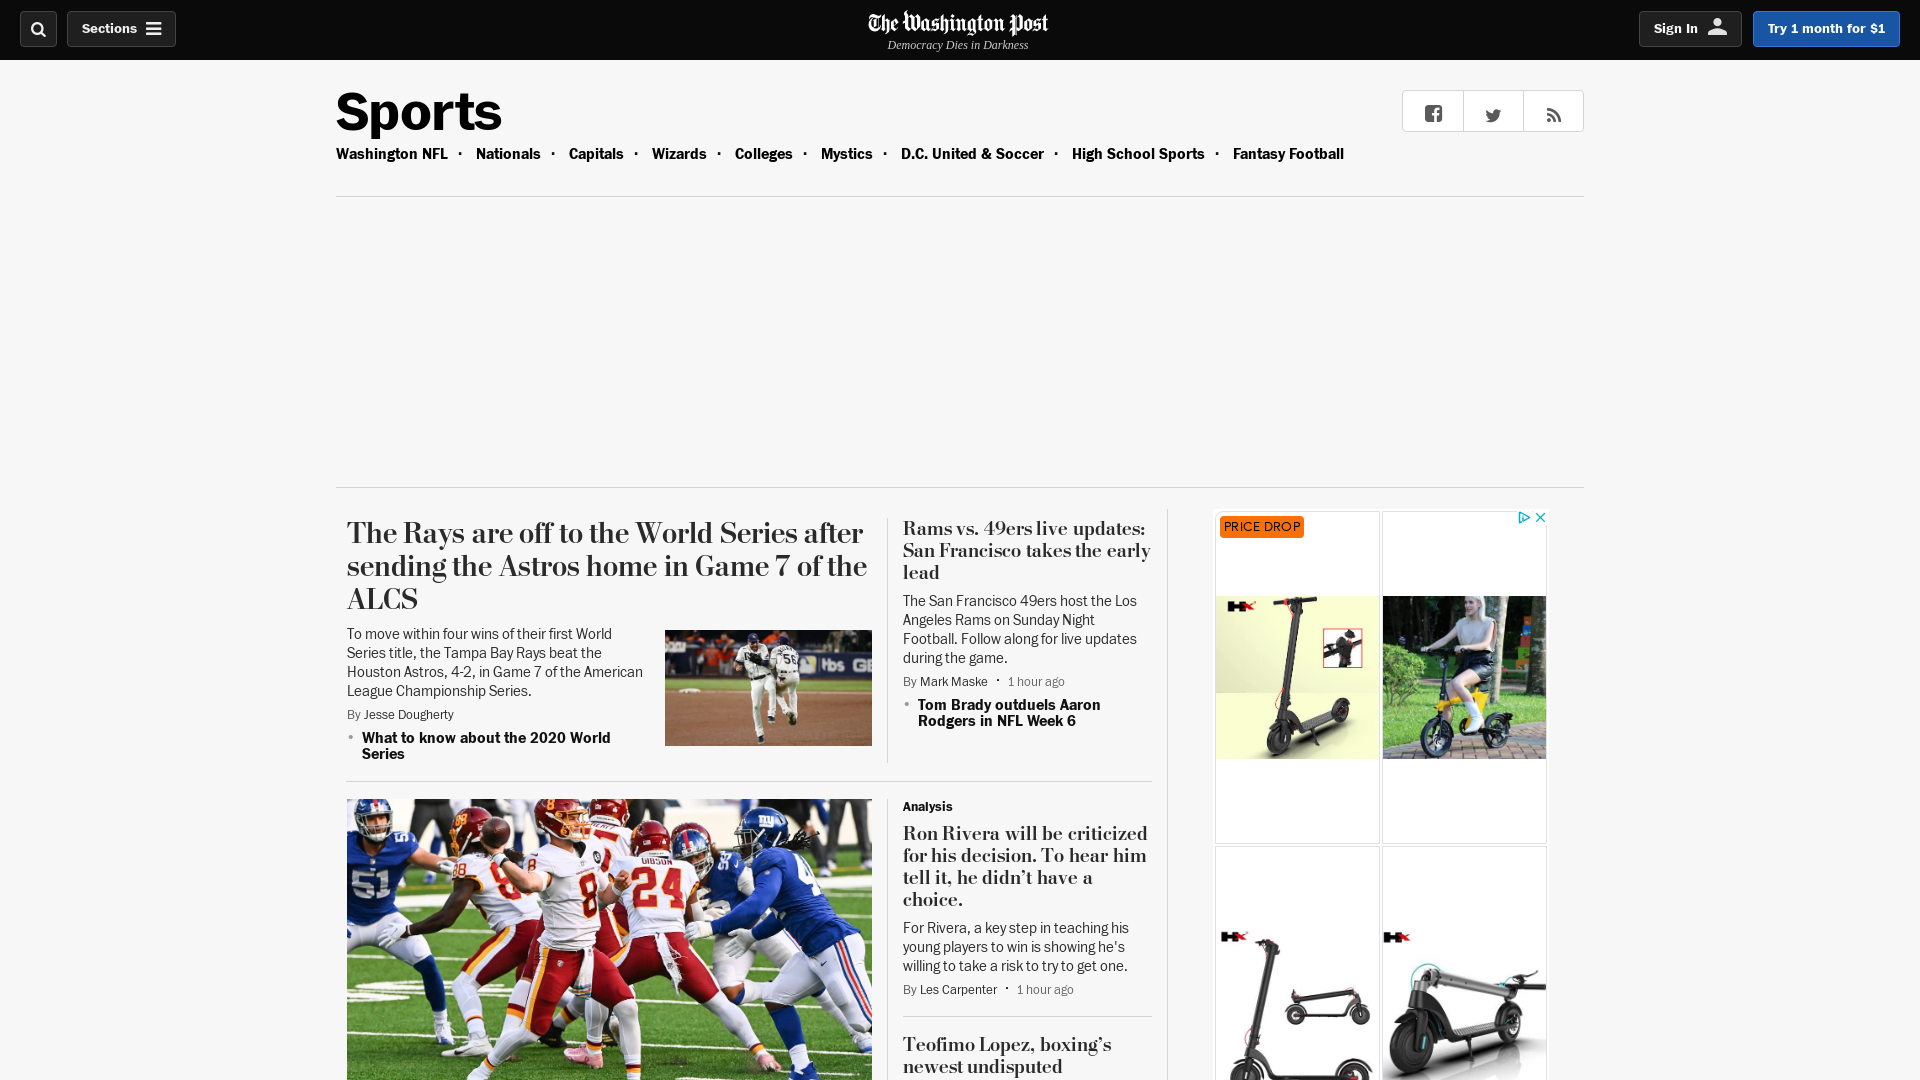 Sections
The Washington Post
Democracy Dies in Darkness
Sign In
Try 1 month for $1
Sports
Washington NFL · Nationals · Capitals · Wizards · Colleges · Mystics · D.C. United & Soccer · High School Sports · Fantasy Football
The Rays are off to the World Series after
sending the Astros home in Game 7 of the
ALCS
To move within four wins of their first World
Series title, the Tampa Bay Rays beat the
Houston Astros, 4-2, in Game 7 of the American
League Championship Series.
By Jesse Dougherty
• What to know about the 2020 World
Series
56
tbs
Rams vs. 49ers live updates:
San Francisco takes the early
lead
The San Francisco 49ers host the Los
Angeles Rams on Sunday Night
Football. Follow along for live updates
during the game.
By Mark Maske • 1 hour ago
• Tom Brady outduels Aaron
Rodgers in NFL Week 6
PRICE DROP
51
8
8
GIBSON
24
ny
Analysis
Ron Rivera will be criticized
for his decision. To hear him
tell it, he didn’t have a
choice.
For Rivera, a key step in teaching his
young players to win is showing he's
willing to take a risk to try to get one.
By Les Carpenter • 1 hour ago
Teofimo Lopez, boxing’s
newest undisputed